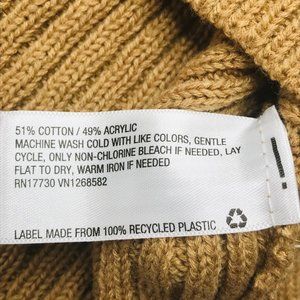 51% COTTON / 49% ACRYLIC
MACHINE WASH COLD WITH LIKE COLORS, GENTLE
CYCLE, ONLY NON-CHLORINE BLEACH IF NEEDED, LAY
FLAT TO DRY, WARM IRON IF NEEDED
RN17730 VN1268582
LABEL MADE FROM 100% RECYCLED PLASTIC